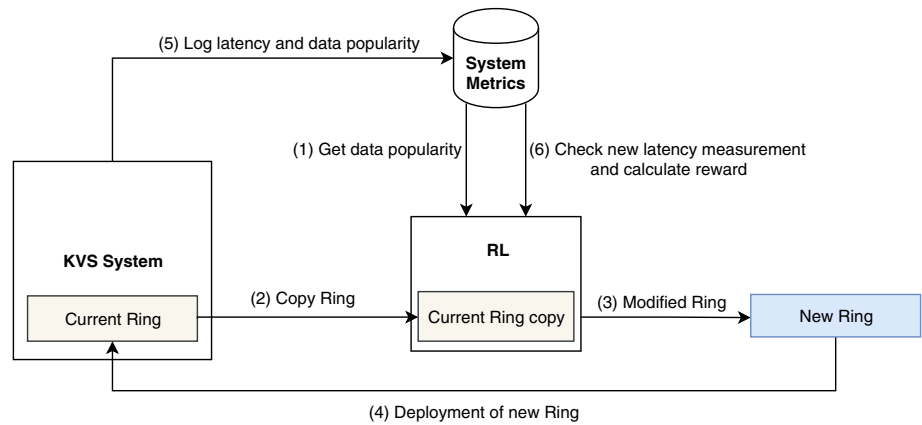 (5) Log latency and data popularity
System
Metrics
(1) Get data popularity
(6) Check new latency measurement
and calculate reward
KVS System
RL
(2) Copy Ring
(3) Modified Ring
Current Ring
Current Ring copy
New Ring
(4) Deployment of new Ring